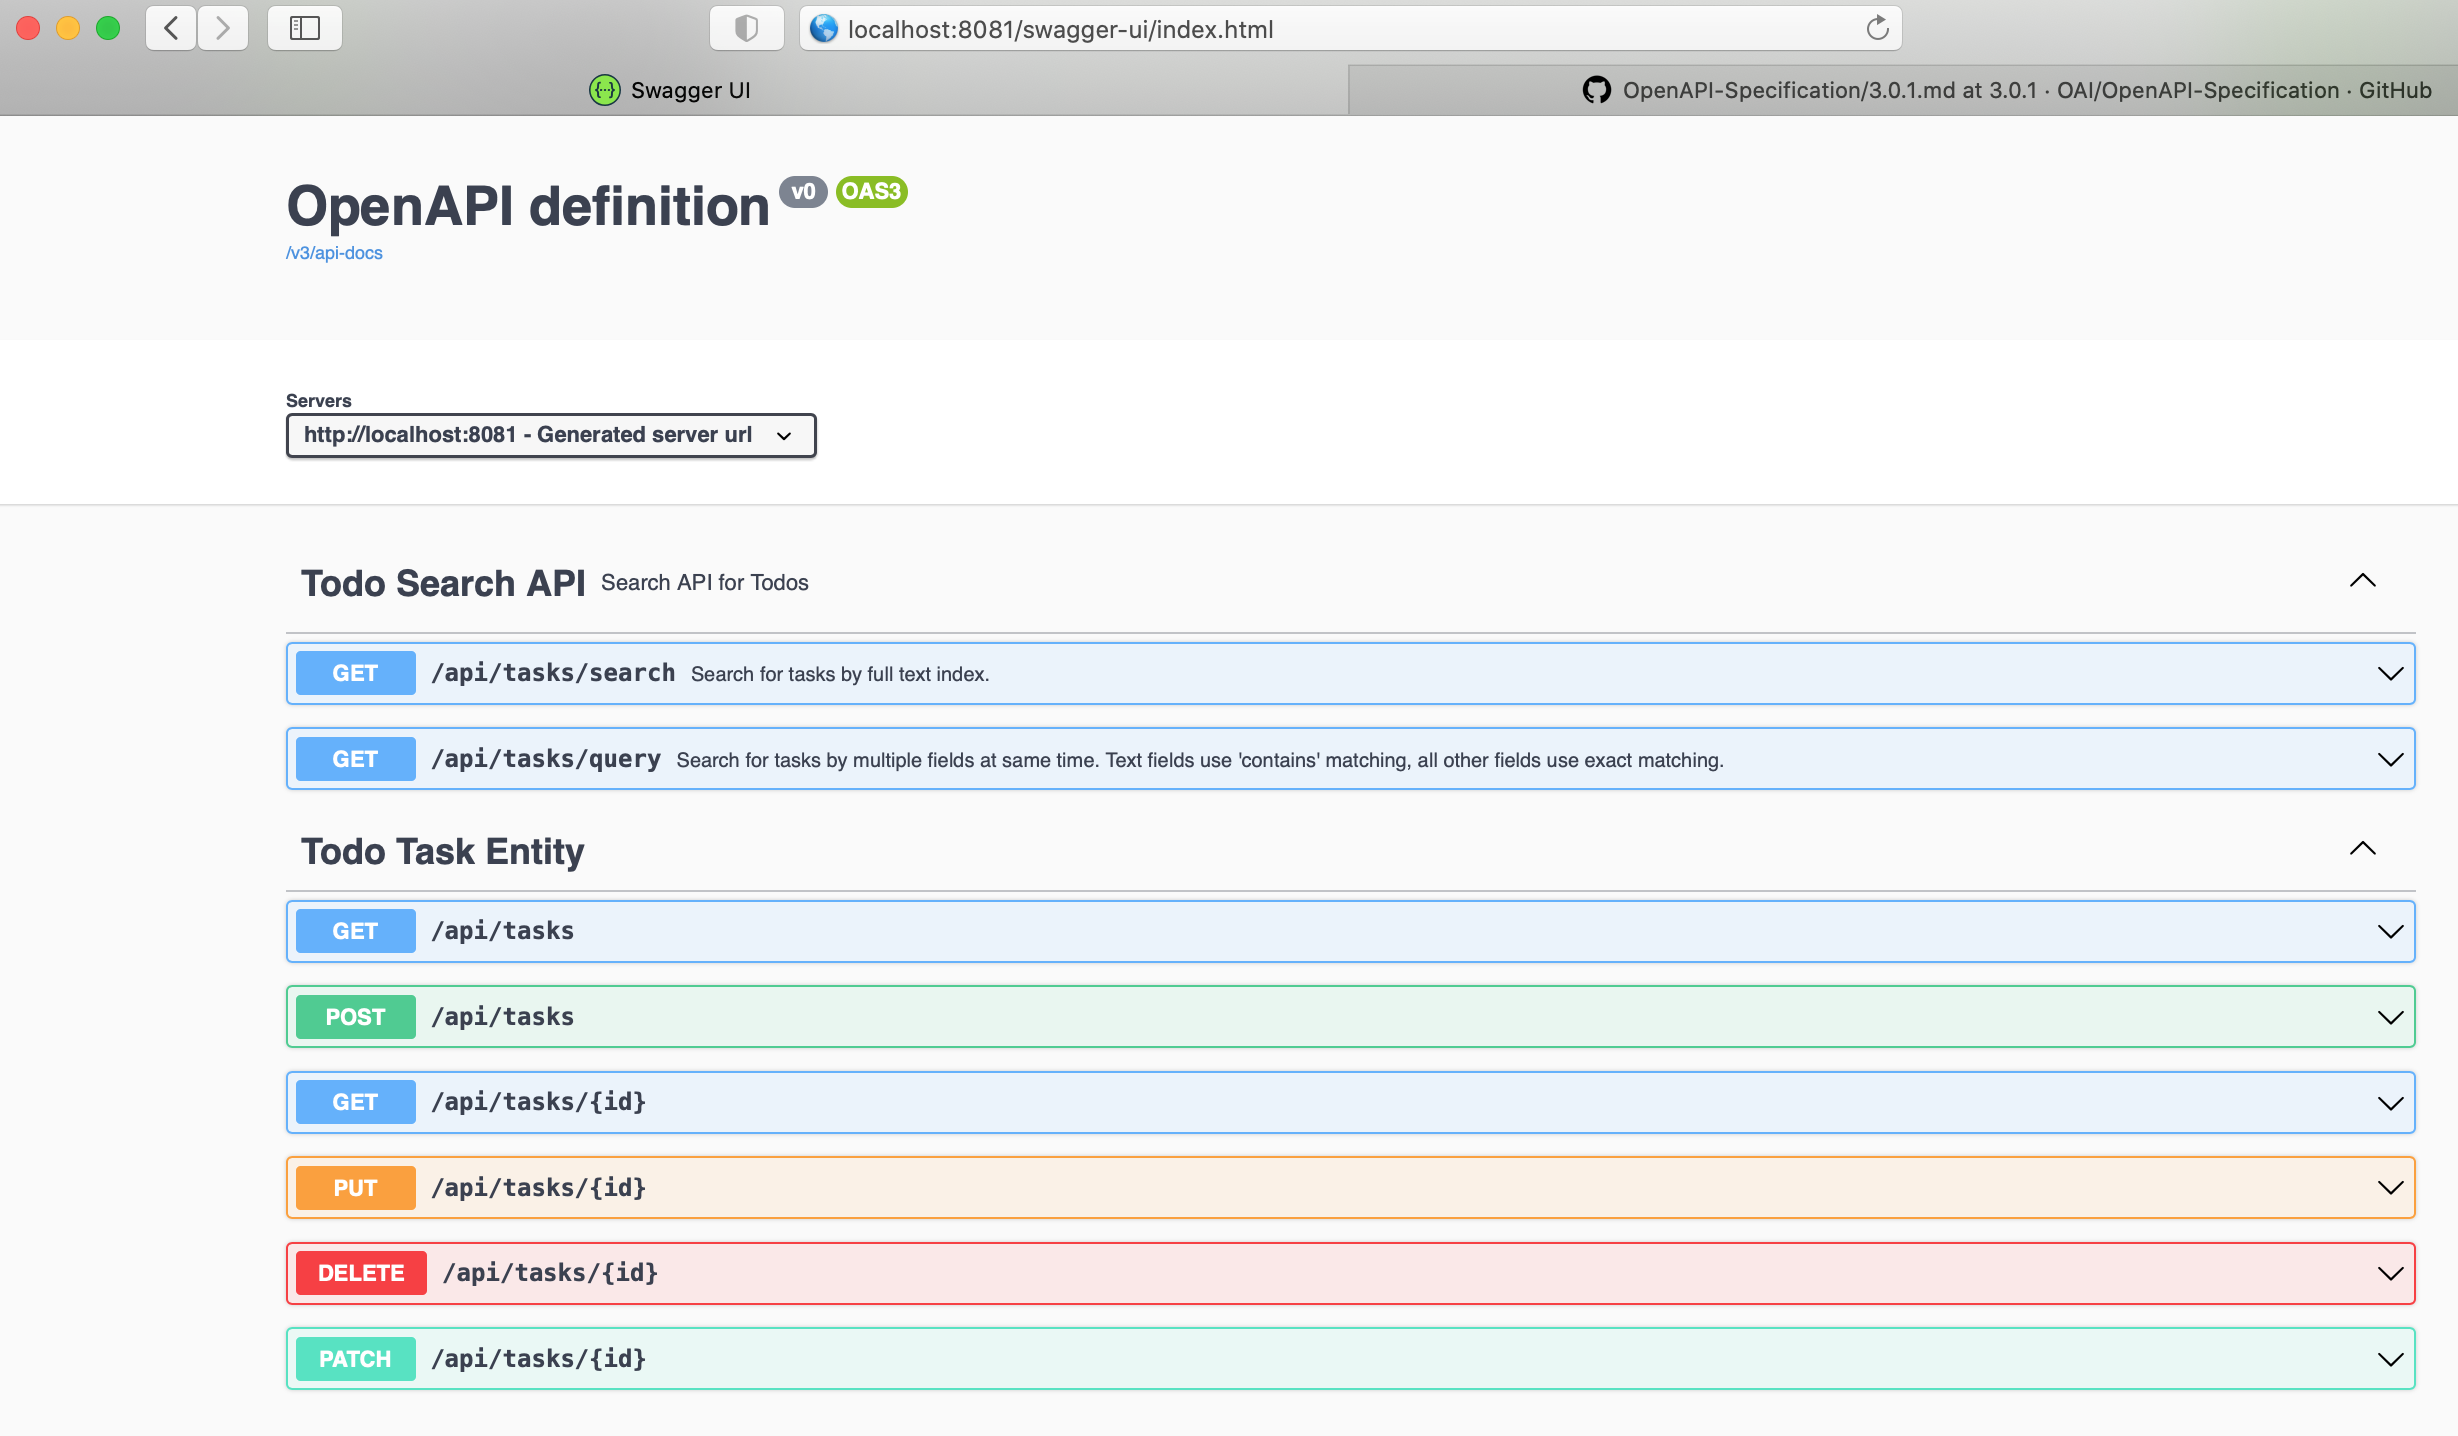 localhost:8081/swagger-ui/index.html
Swagger UI
OpenAPI-Specification/3.0.1.md at 3.0.1 · OAI/OpenAPI-Specification · GitHub
OpenAPI definition v0 OAS3
/v3/api-docs
Servers
http://localhost:8081 - Generated server url
Todo Search API Search API for Todos
GET /api/tasks/search Search for tasks by full text index.
GET /api/tasks/query Search for tasks by multiple fields at same time. Text fields use 'contains' matching, all other fields use exact matching.
Todo Task Entity
GET /api/tasks
POST /api/tasks
GET /api/tasks/{id}
PUT /api/tasks/{id}
DELETE /api/tasks/{id}
PATCH /api/tasks/{id}